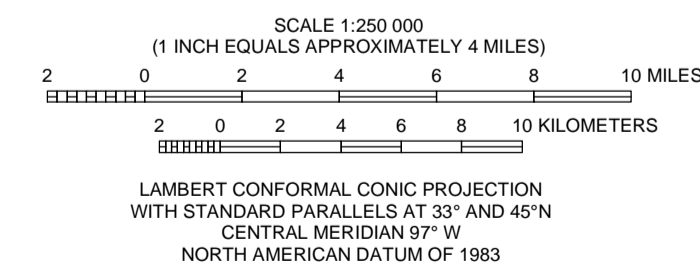 SCALE 1:250 000
(1 INCH EQUALS APPROXIMATELY 4 MILES)
2 0 2 4 6 8 10 MILES
2 0 2 4 6 8 10 KILOMETERS
LAMBERT CONFORMAL CONIC PROJECTION
WITH STANDARD PARALLELS AT 33° AND 45°N
CENTRAL MERIDIAN 97° W
NORTH AMERICAN DATUM OF 1983